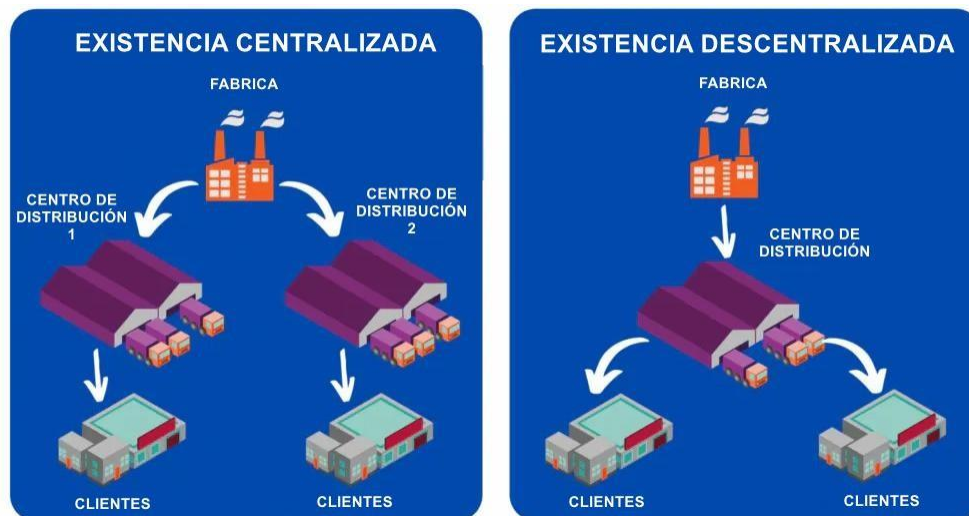 EXISTENCIA CENTRALIZADA
FABRICA
CENTRO DE
DISTRIBUCIÓN
1
CENTRO DE
DISTRIBUCIÓN
2
CLIENTES
CLIENTES
EXISTENCIA DESCENTRALIZADA
FABRICA
CENTRO DE
DISTRIBUCIÓN
CLIENTES
CLIENTES